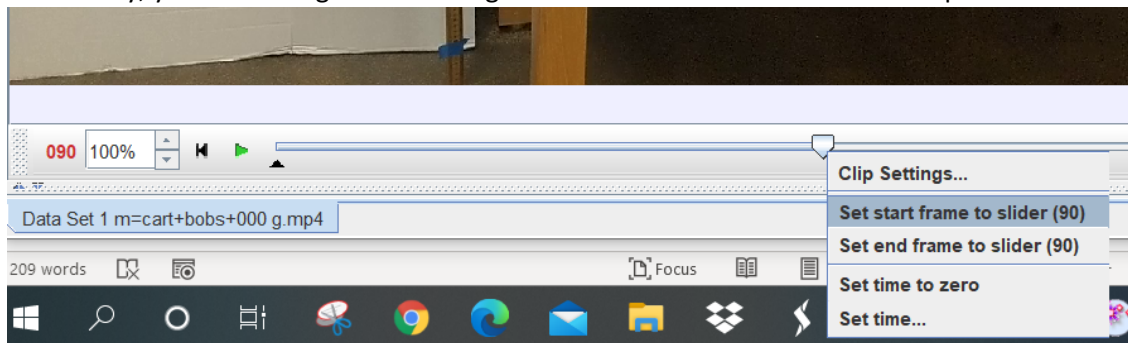 090 100%
Clip Settings...
Data Set 1 m=cart+bobs+000 g.mp4
Set start frame to slider (90)
Set end frame to slider (90)
209 words
Focus
Set time to zero
Set time...